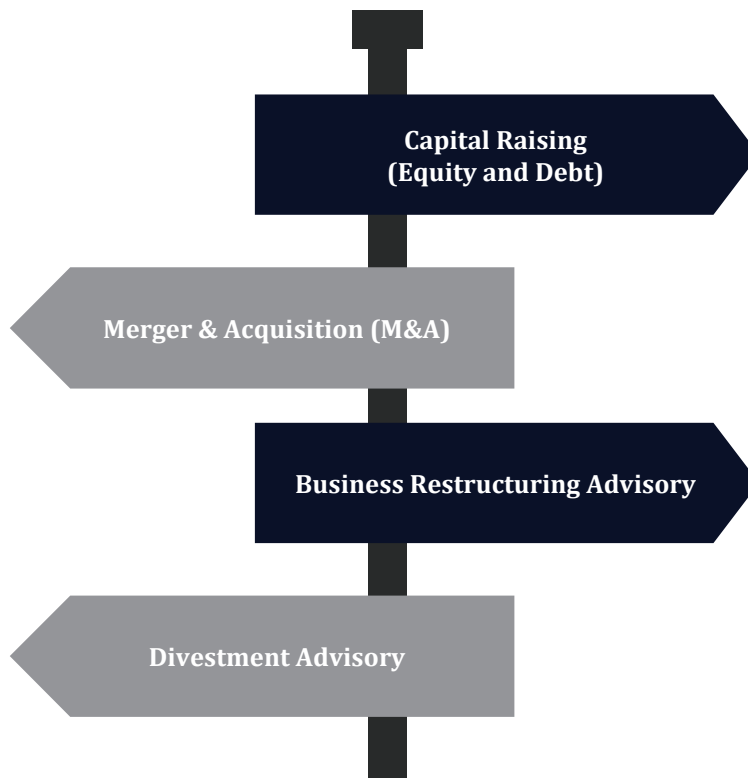 Capital Raising
(Equity and Debt)
Merger & Acquisition (M&A)
Business Restructuring Advisory
Divestment Advisory